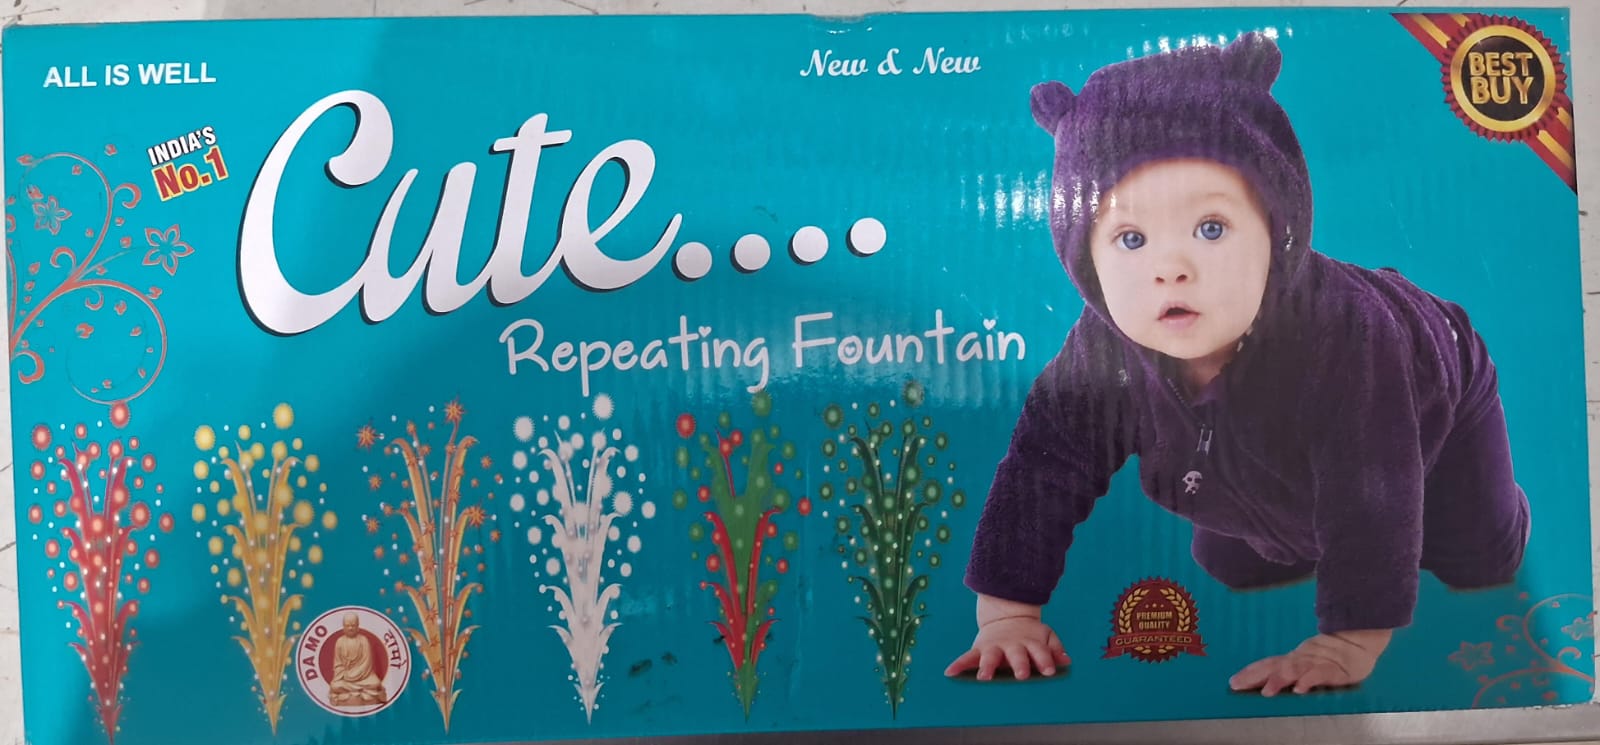 ALL IS WELL
New & New
BEST
BUY
INDIA'S
No.1
Cute....
Repeating Fountain
DAMO
दामो
PREMIUM
QUALITY
GUARANTEED